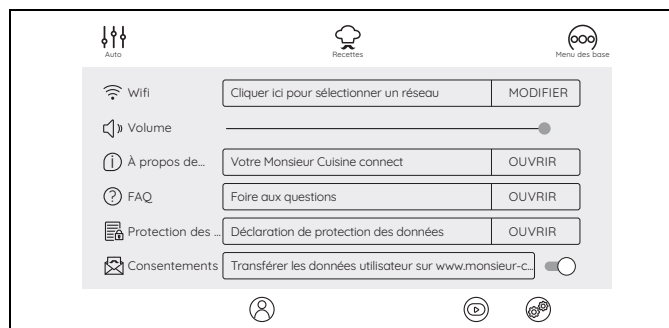 Auto Recettes Menu des base
Wifi Cliquer ici pour sélectionner un réseau MODIFIER
Volume
À propos de... Votre Monsieur Cuisine connect OUVRIR
FAQ Foire aux questions OUVRIR
Protection des ... Déclaration de protection des données OUVRIR
Consentements Transférer les données utilisateur sur www.monsieur-c...